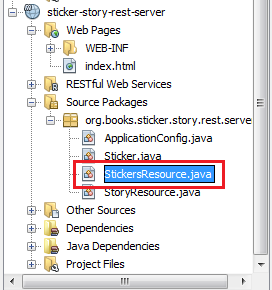 sticker-story-rest-server
Web Pages
WEB-INF
index.html
RESTful Web Services
Source Packages
org.books.sticker.story.rest.serve
ApplicationConfig.java
Sticker.java
StickersResource.java
StoryResource.java
Other Sources
Dependencies
Java Dependencies
Project Files